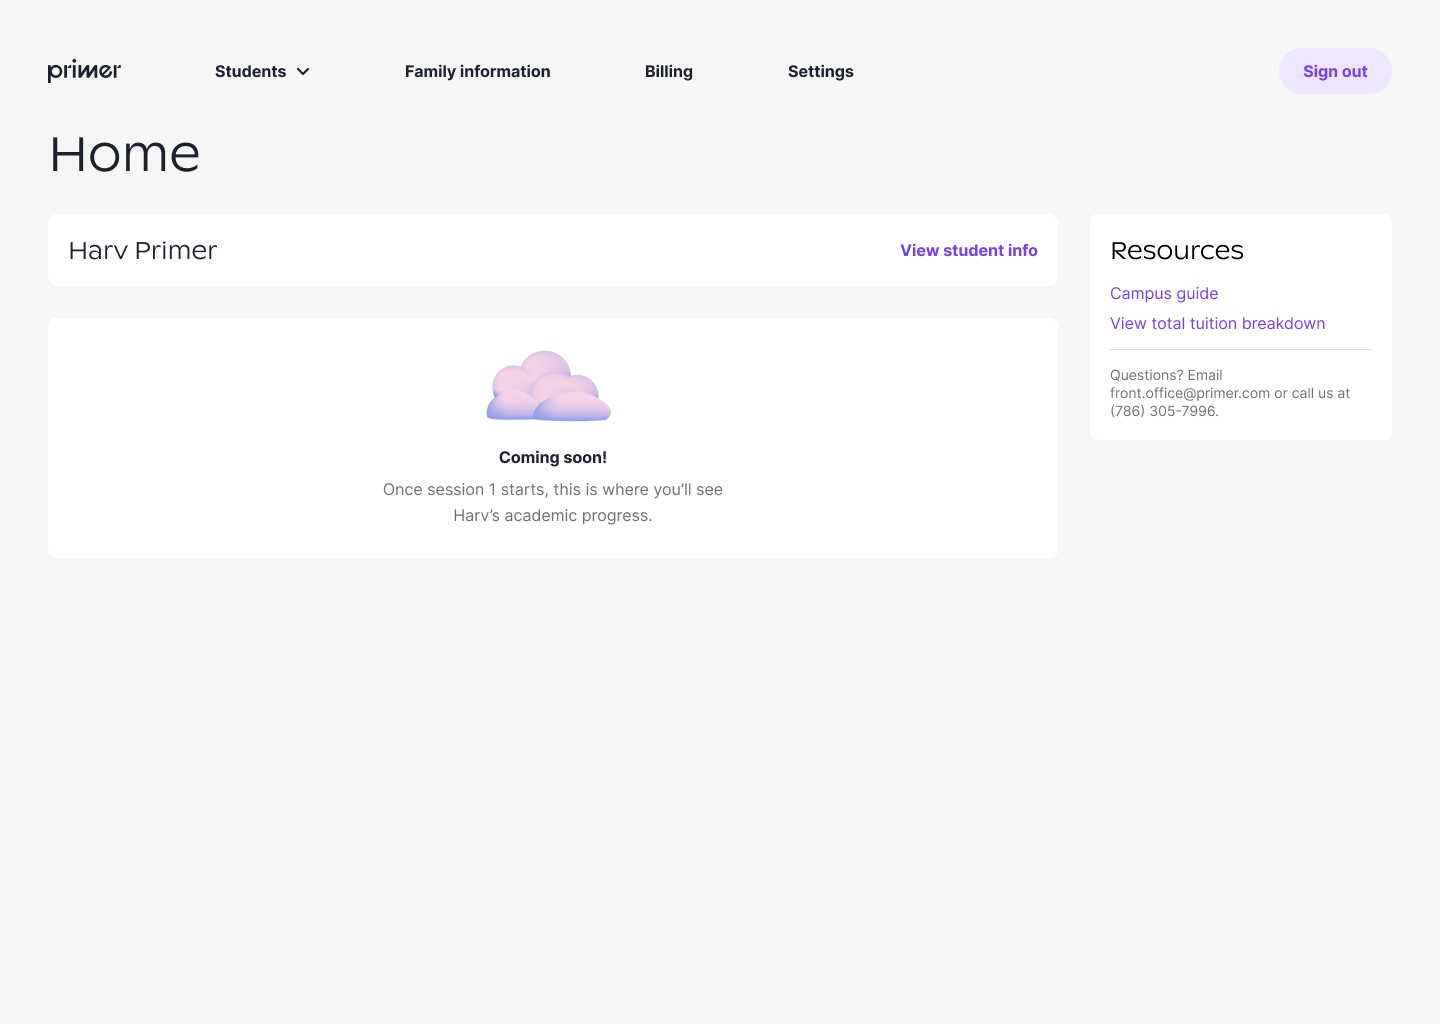 primer
Students
Family information
Billing
Settings
Sign out
Home
Harv Primer
View student info
Coming soon!
Once session 1 starts, this is where you’ll see
Harv’s academic progress.
Resources
Campus guide
View total tuition breakdown
Questions? Email
front.office@primer.com or call us at
(786) 305-7996.